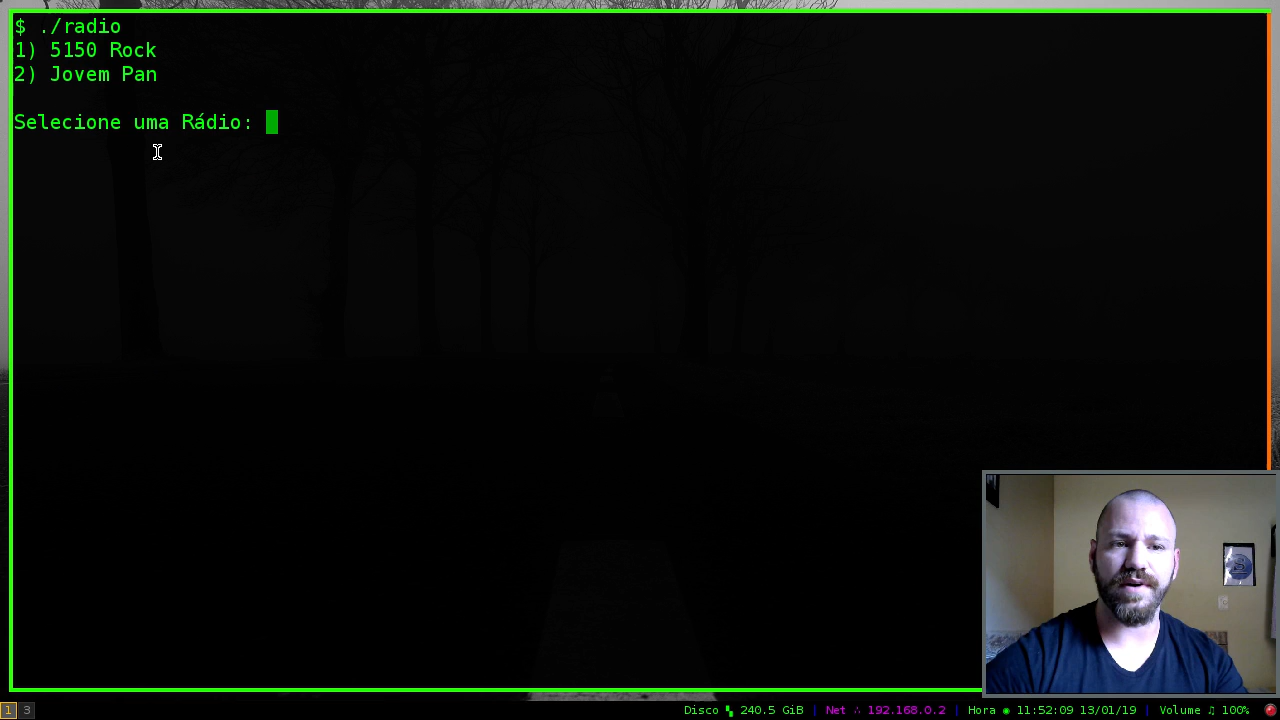 $ ./radio
1) 5150 Rock
2) Jovem Pan
Selecione uma Rádio:
1 3 Disco 240.5 GiB | Net ∴ 192.168.0.2 | Hora ◉ 11:52:09 13/01/19 | Volume ♫ 100%